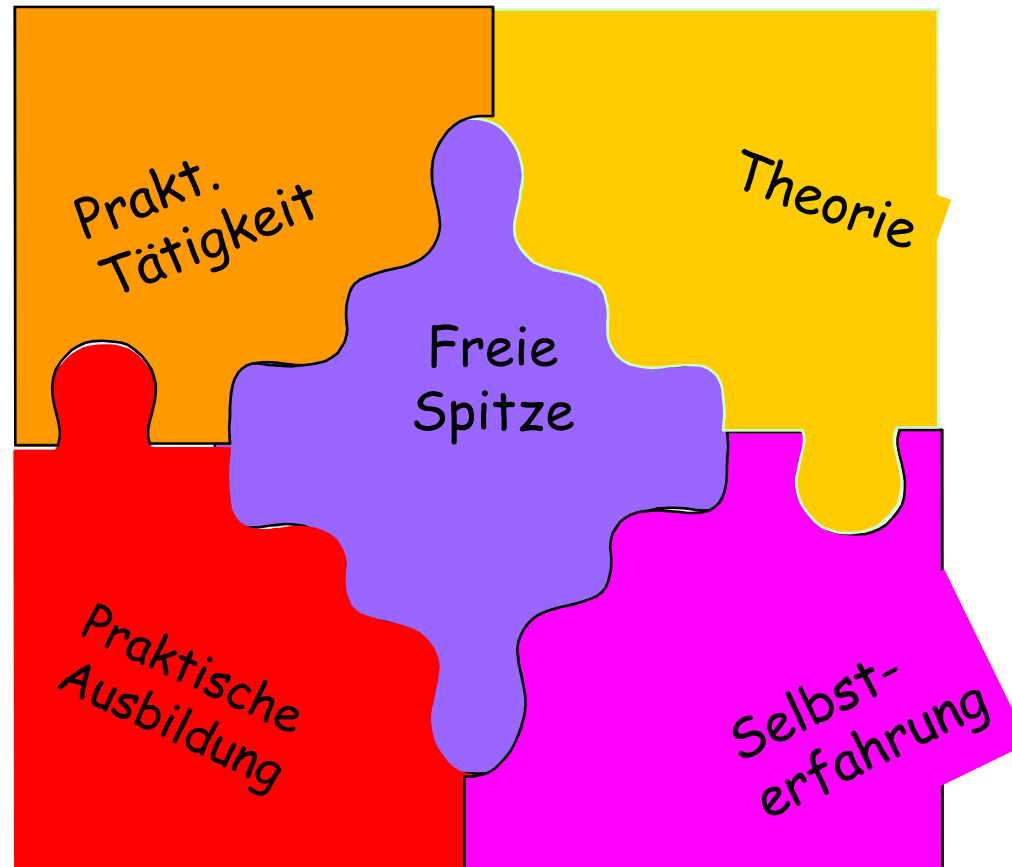 Prakt.
Tätigkeit
Theorie
Freie
Spitze
Praktische
Ausbildung
Selbst-
erfahrung